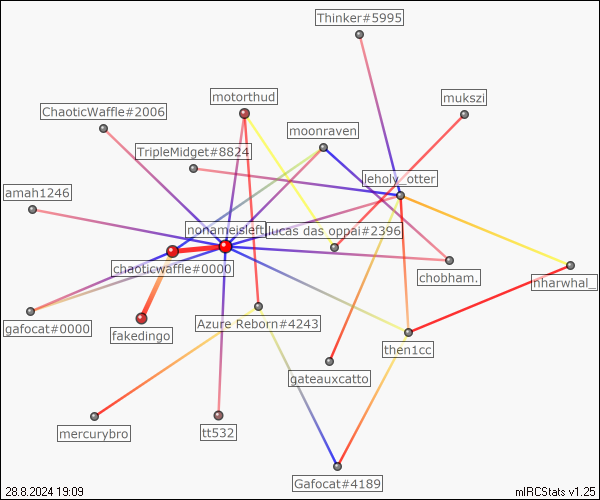 Thinker#5995
motorthud
mukszi
ChaoticWaffle#2006
moonraven
TripleMidget#8824
leholy_otter
amah1246
nonameisleft
lucas das oppai#2396
chaoticwaffle#0000
chobham.
nharwhal_
gafocat#0000
fakedingo
Azure Reborn#4243
then1cc
gateauxcatto
mercurybro
tt532
Gafocat#4189
28.8.2024 19:09
mIRCStats v1.25